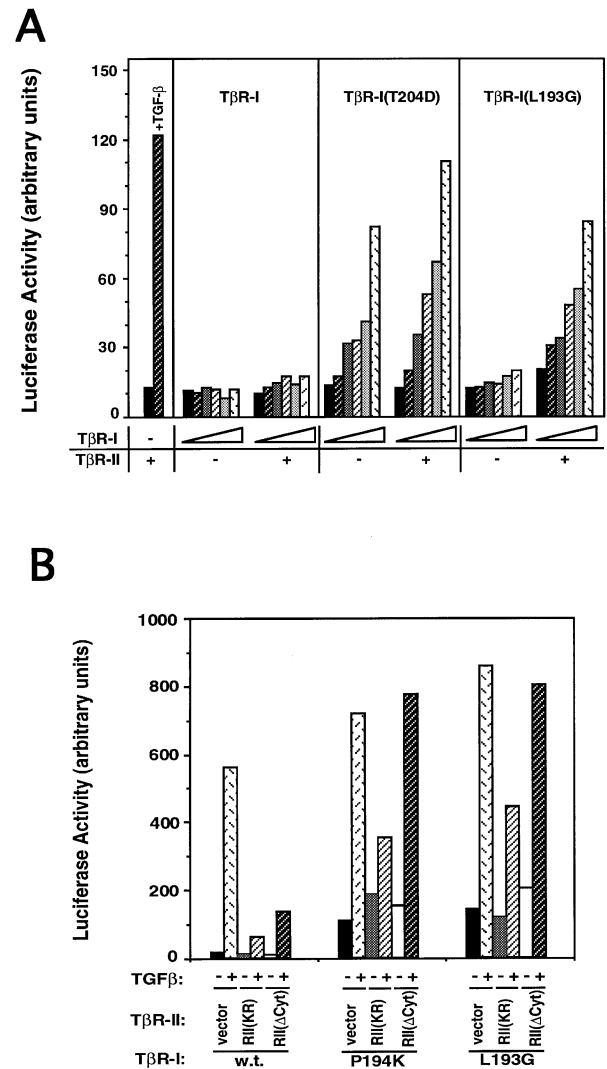 A
Luciferase Activity (arbitrary units)
150
120
90
60
30
0
+TGF-β
TβR-I
TβR-I(T204D)
TβR-I(L193G)
TβR-I -
TβR-II + - + - + - +
B
Luciferase Activity (arbitrary units)
1000
800
600
400
200
0
TGFβ: - + - + - + - + - + - + - + - + - +
TβR-II: vector RII(KR) RII(ΔCyt) vector RII(KR) RII(ΔCyt) vector RII(KR) RII(ΔCyt)
TβR-I: w.t. P194K L193G